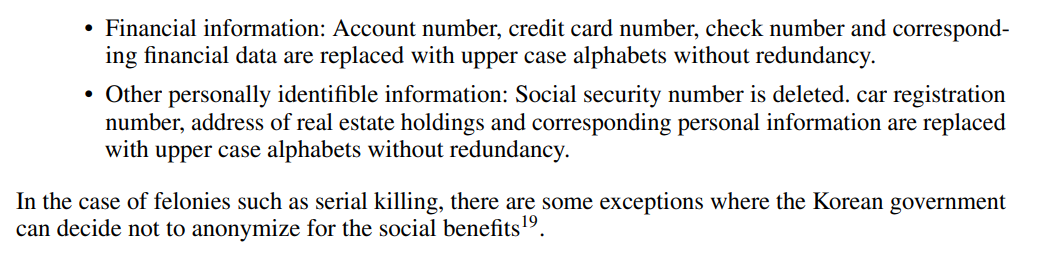 • Financial information: Account number, credit card number, check number and correspond-
ing financial data are replaced with upper case alphabets without redundancy.
• Other personally identifible information: Social security number is deleted. car registration
number, address of real estate holdings and corresponding personal information are replaced
with upper case alphabets without redundancy.
In the case of felonies such as serial killing, there are some exceptions where the Korean government
can decide not to anonymize for the social benefits19.